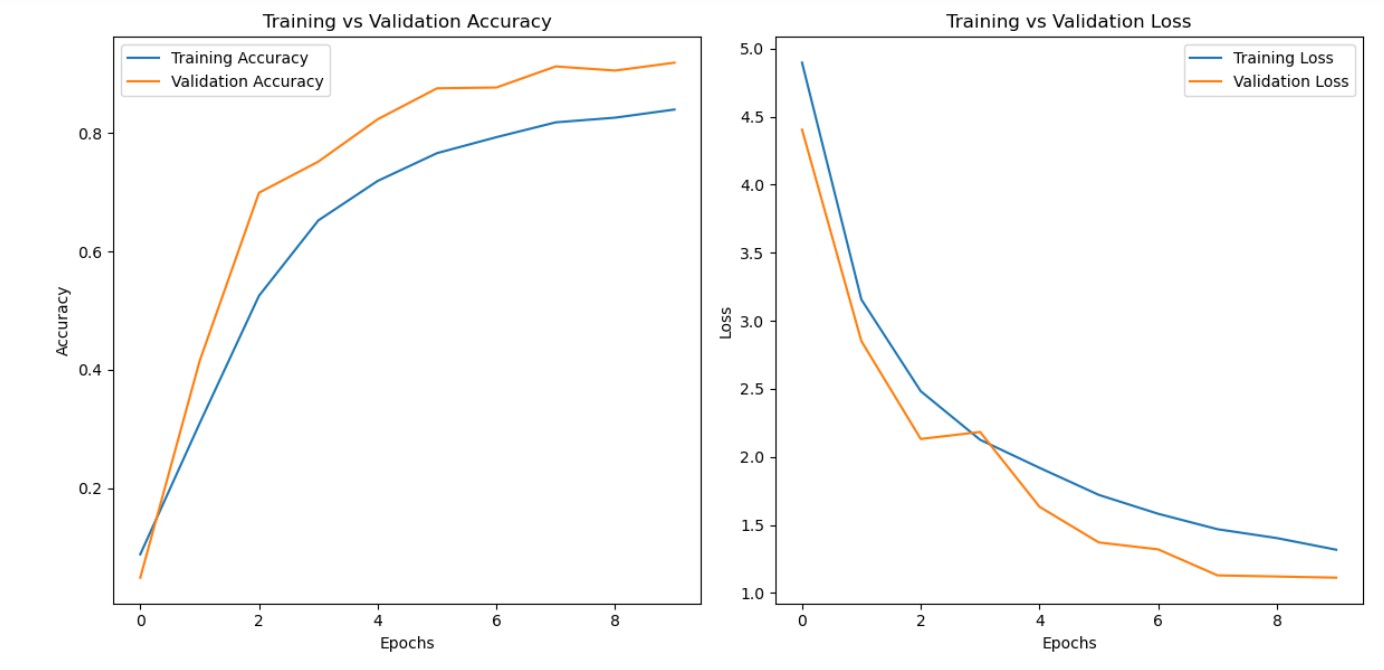 Training vs Validation Accuracy
Training Accuracy
Validation Accuracy
0.8
0.6
0.4
0.2
Accuracy
0 2 4 6 8
Epochs
Training vs Validation Loss
Training Loss
Validation Loss
5.0
4.5
4.0
3.5
3.0
2.5
2.0
1.5
1.0
Loss
0 2 4 6 8
Epochs